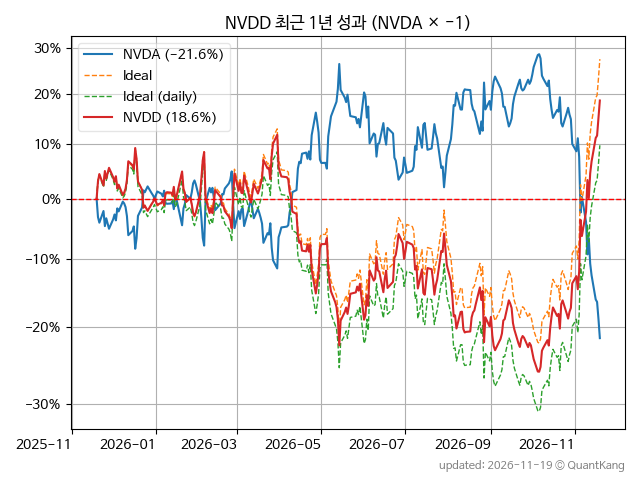 NVDD 최근 1년 성과 (NVDA × -1)
NVDA (-21.6%)
Ideal
Ideal (daily)
NVDD (18.6%)
30%
20%
10%
0%
-10%
-20%
-30%
2025-11 2026-01 2026-03 2026-05 2026-07 2026-09 2026-11
updated: 2026-11-19 © QuantKang